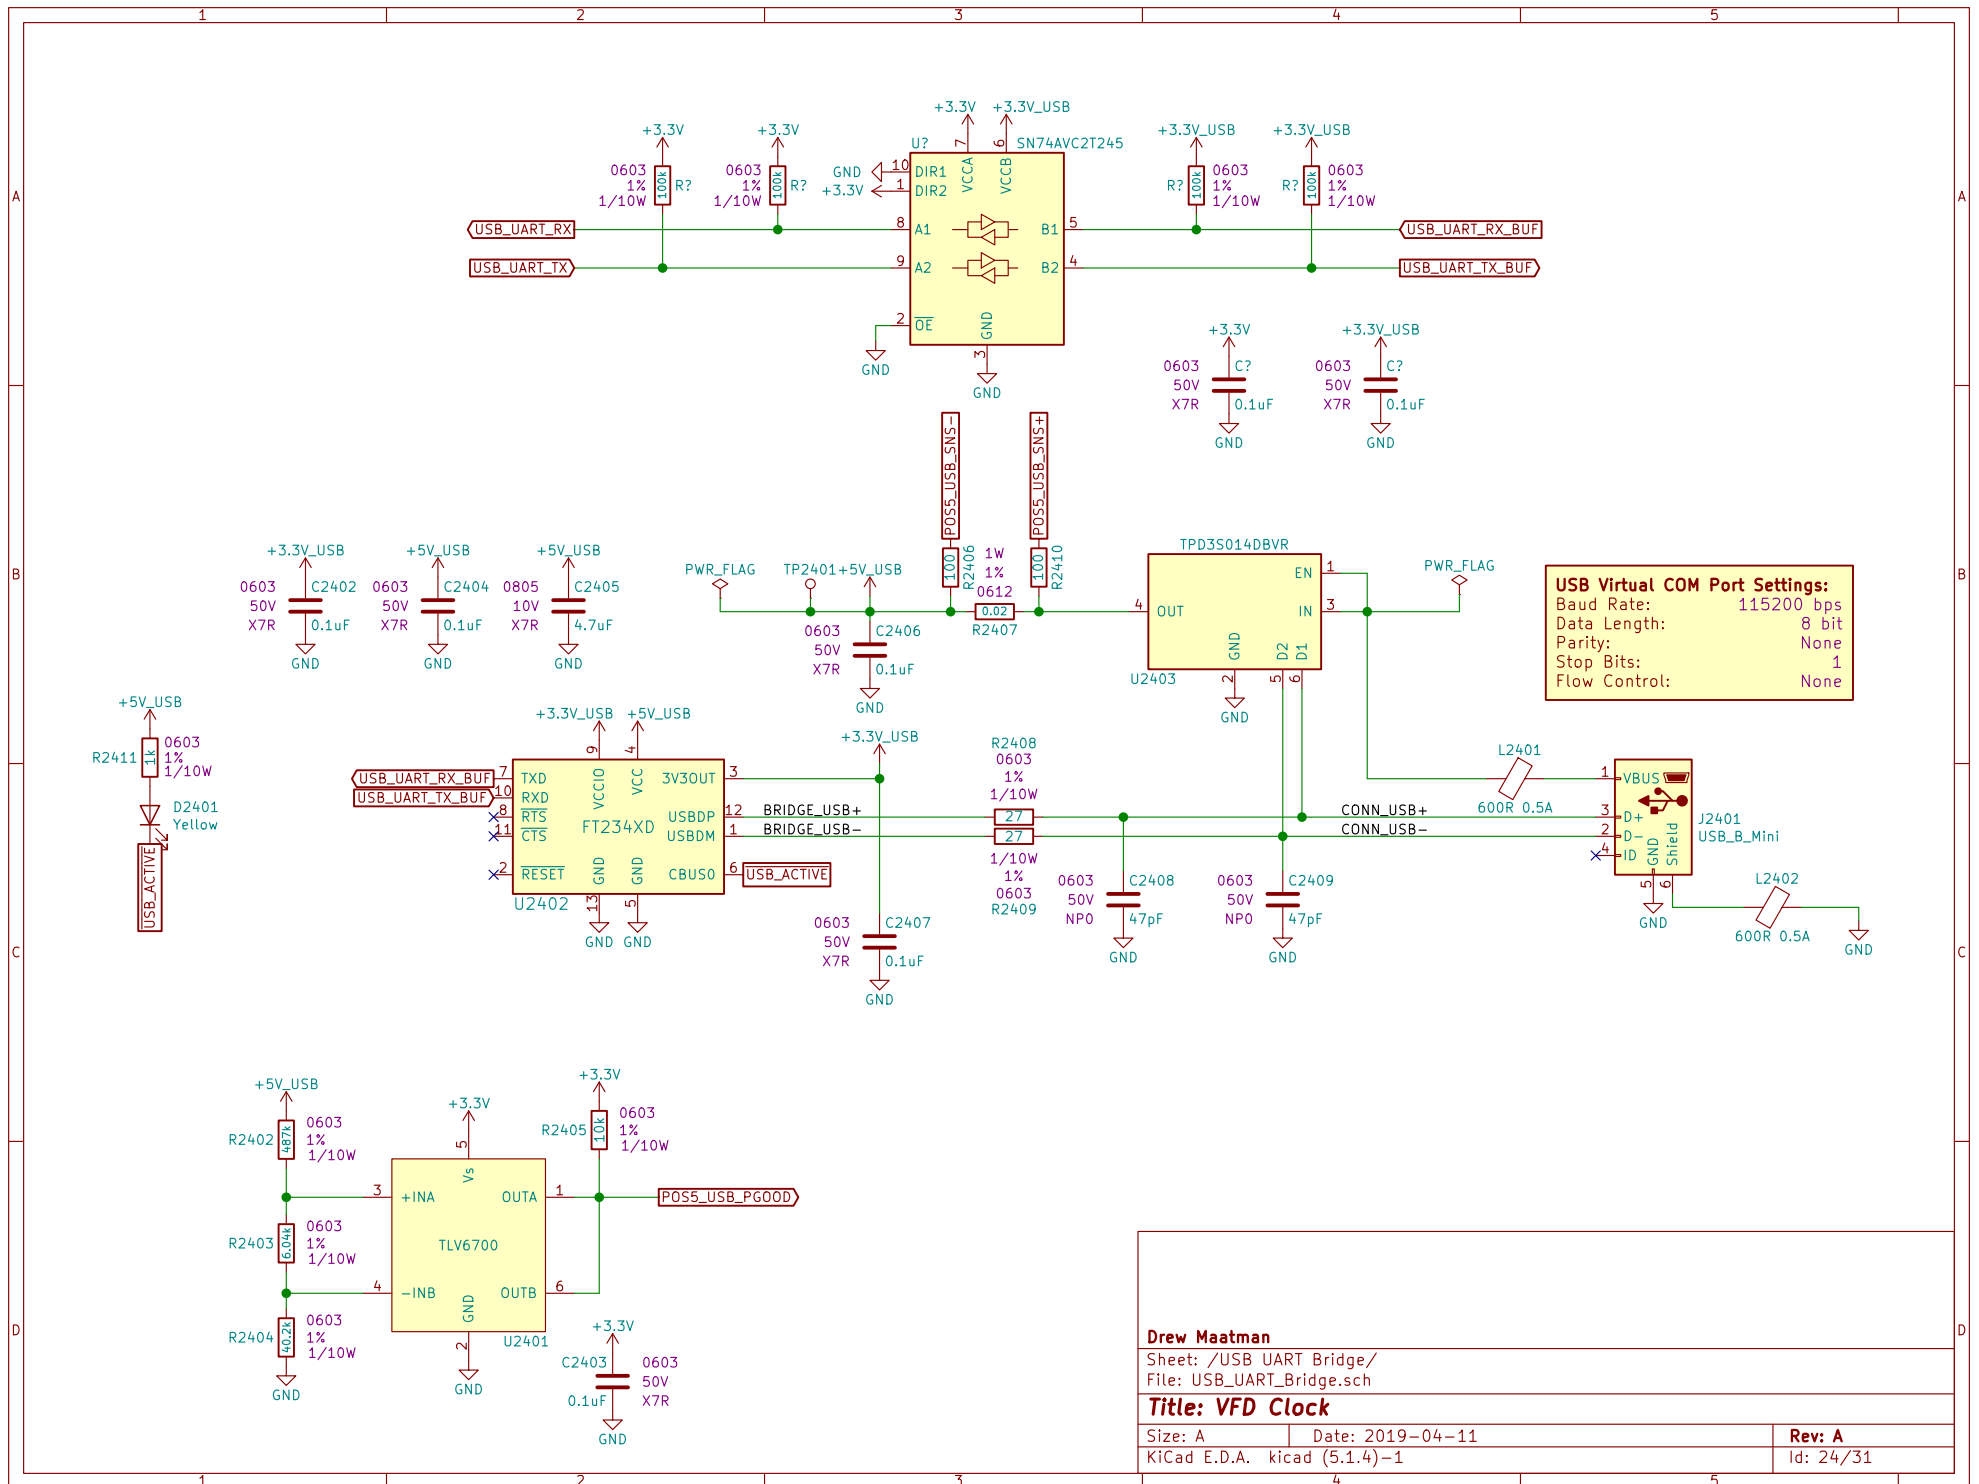 1 2 3 4 5
A A
B B
C C
D D
+3.3V
+3.3V_USB
U?
SN74AVC2T245
7 VCCA
6 VCCB
GND 10 DIR1
+3.3V 1 DIR2
8 A1
9 A2
2 OE
B1 5
B2 4
GND 3
GND
GND
+3.3V
0603
1%
1/10W
100k
R?
+3.3V
0603
1%
1/10W
100k
R?
USB_UART_RX
USB_UART_TX
+3.3V_USB
R?
100k
0603
1%
1/10W
+3.3V_USB
R?
100k
0603
1%
1/10W
USB_UART_RX_BUF
USB_UART_TX_BUF
+3.3V
0603
50V
X7R
C?
0.1uF
GND
+3.3V_USB
0603
50V
X7R
C?
0.1uF
GND
POS5_USB_SNS-
POS5_USB_SNS+
100
R2406
100
R2410
1W
1%
0612
0.02
R2407
+3.3V_USB
0603
50V
X7R
C2402
0.1uF
GND
+5V_USB
0603
50V
X7R
C2404
0.1uF
GND
+5V_USB
0805
10V
X7R
C2405
4.7uF
GND
PWR_FLAG
TP2401
+5V_USB
0603
50V
X7R
C2406
0.1uF
GND
TPD3S014DBVR
EN 1
IN 3
4 OUT
GND 2
D2 5
D1 6
U2403
GND
PWR_FLAG
USB Virtual COM Port Settings:
Baud Rate: 115200 bps
Data Length: 8 bit
Parity: None
Stop Bits: 1
Flow Control: None
+5V_USB
R2411
1k
0603
1%
1/10W
D2401
Yellow
USB_ACTIVE
+3.3V_USB
+5V_USB
9 VCCIO
4 VCC
USB_UART_RX_BUF 7 TXD
USB_UART_TX_BUF 10 RXD
8 RTS
11 CTS
2 RESET
FT234XD
3V3OUT 3
USBDP 12
USBDM 1
CBUS0 6
USB_ACTIVE
GND 13
GND 5
U2402
GND
GND
+3.3V_USB
BRIDGE_USB+
BRIDGE_USB-
0603
50V
X7R
C2407
0.1uF
GND
R2408
0603
1%
1/10W
27
27
1/10W
1%
0603
R2409
CONN_USB+
CONN_USB-
0603
50V
NP0
C2408
47pF
GND
0603
50V
NP0
C2409
47pF
GND
L2401
600R 0.5A
1 VBUS
3 D+
2 D-
4 ID
GND 5
Shield 6
J2401
USB_B_Mini
GND
L2402
600R 0.5A
GND
+5V_USB
R2402
487k
0603
1%
1/10W
R2403
6.04k
0603
1%
1/10W
R2404
40.2k
0603
1%
1/10W
GND
+3.3V
5
Vs
3 +INA
4 -INB
OUTA 1
OUTB 6
TLV6700
GND 2
U2401
GND
+3.3V
R2405
10k
0603
1%
1/10W
POS5_USB_PGOOD
+3.3V
C2403
0.1uF
0603
50V
X7R
GND
Drew Maatman
Sheet: /USB UART Bridge/
File: USB_UART_Bridge.sch
Title: VFD Clock
Size: A Date: 2019-04-11 Rev: A
KiCad E.D.A. kicad (5.1.4)-1 Id: 24/31
1 2 3 4 5